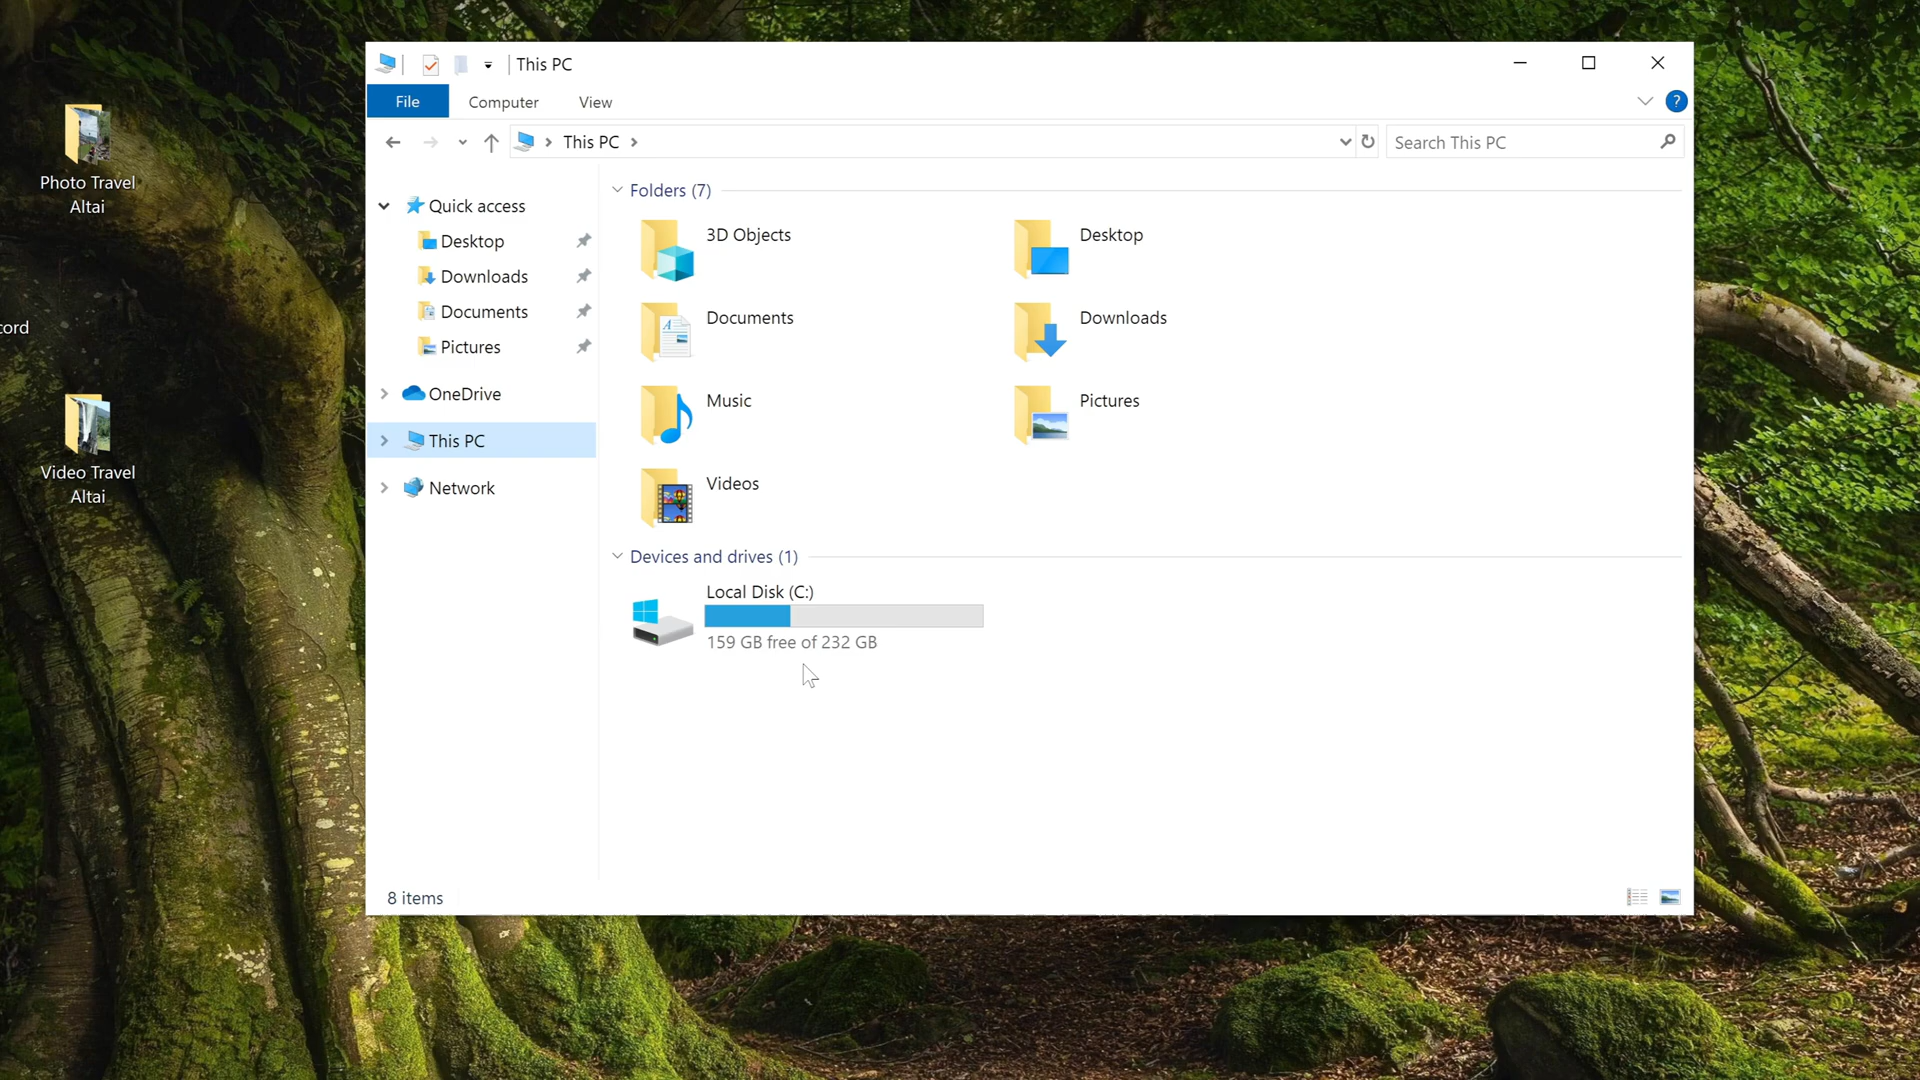 Photo Travel
Altai
cord
Video Travel
Altai
This PC
File
Computer
View
?
This PC
Search This PC
Quick access
Desktop
Downloads
Documents
Pictures
OneDrive
This PC
Network
Folders (7)
3D Objects
Desktop
Documents
Downloads
Music
Pictures
Videos
Devices and drives (1)
Local Disk (C:)
159 GB free of 232 GB
8 items